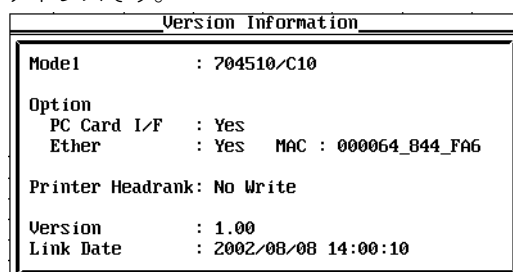 Version Information
Model : 704510/C10
Option
PC Card I/F : Yes
Ether : Yes MAC : 000064_844_FA6
Printer Headrank: No Write
Version : 1.00
Link Date : 2002/08/08 14:00:10